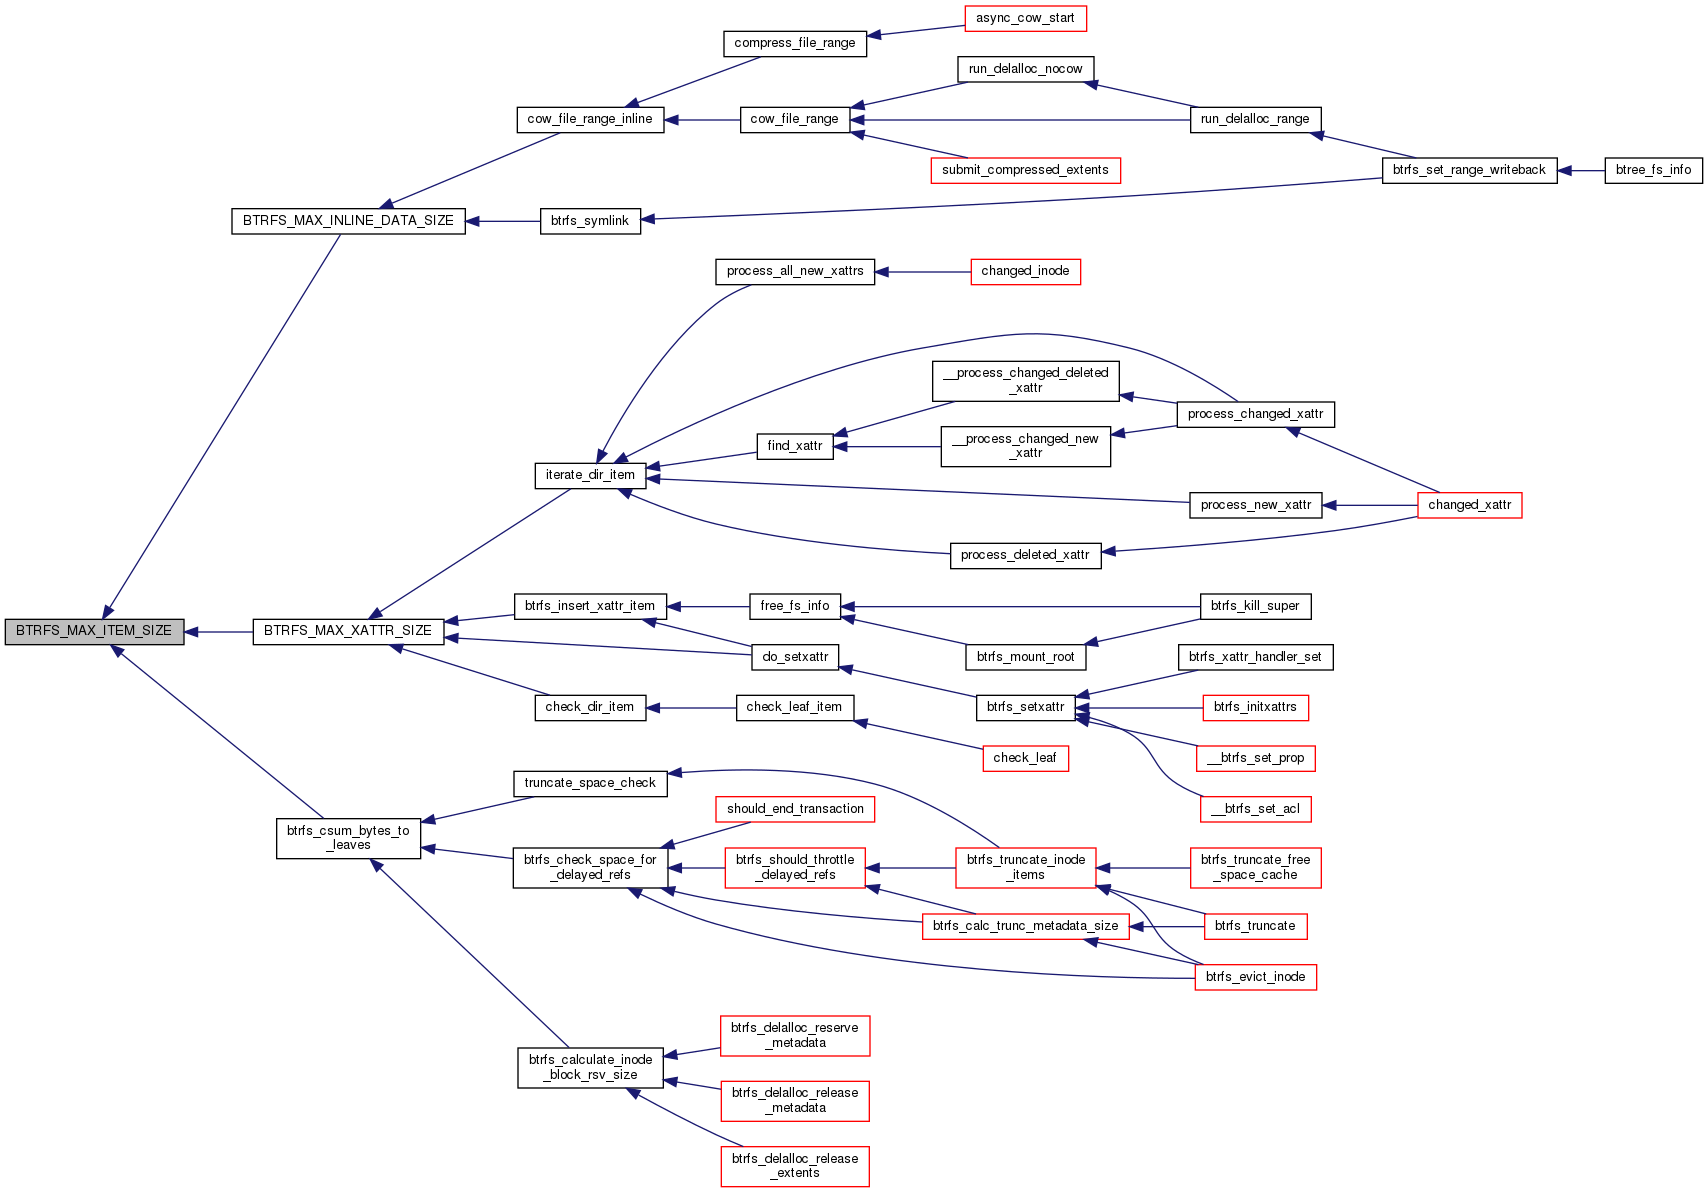 async_cow_start
compress_file_range
run_delalloc_nocow
cow_file_range_inline
cow_file_range
run_delalloc_range
submit_compressed_extents
btrfs_set_range_writeback
btree_fs_info
BTRFS_MAX_INLINE_DATA_SIZE
btrfs_symlink
process_all_new_xattrs
changed_inode
__process_changed_deleted
_xattr
process_changed_xattr
find_xattr
__process_changed_new
_xattr
iterate_dir_item
process_new_xattr
changed_xattr
process_deleted_xattr
btrfs_insert_xattr_item
free_fs_info
btrfs_kill_super
BTRFS_MAX_ITEM_SIZE
BTRFS_MAX_XATTR_SIZE
do_setxattr
btrfs_mount_root
btrfs_xattr_handler_set
check_dir_item
check_leaf_item
btrfs_setxattr
btrfs_initxattrs
check_leaf
__btrfs_set_prop
truncate_space_check
should_end_transaction
__btrfs_set_acl
btrfs_csum_bytes_to
_leaves
btrfs_check_space_for
_delayed_refs
btrfs_should_throttle
_delayed_refs
btrfs_truncate_inode
_items
btrfs_truncate_free
_space_cache
btrfs_calc_trunc_metadata_size
btrfs_truncate
btrfs_evict_inode
btrfs_delalloc_reserve
_metadata
btrfs_calculate_inode
_block_rsv_size
btrfs_delalloc_release
_metadata
btrfs_delalloc_release
_extents